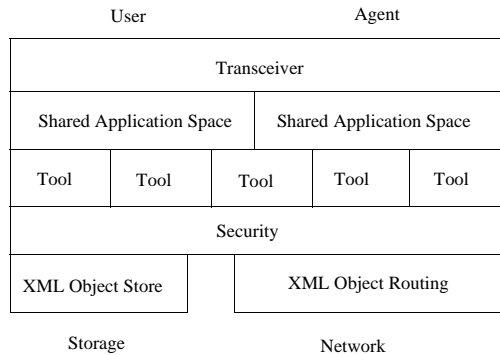 User Agent
Transceiver
Shared Application Space Shared Application Space
Tool Tool Tool Tool Tool
Security
XML Object Store XML Object Routing
Storage Network